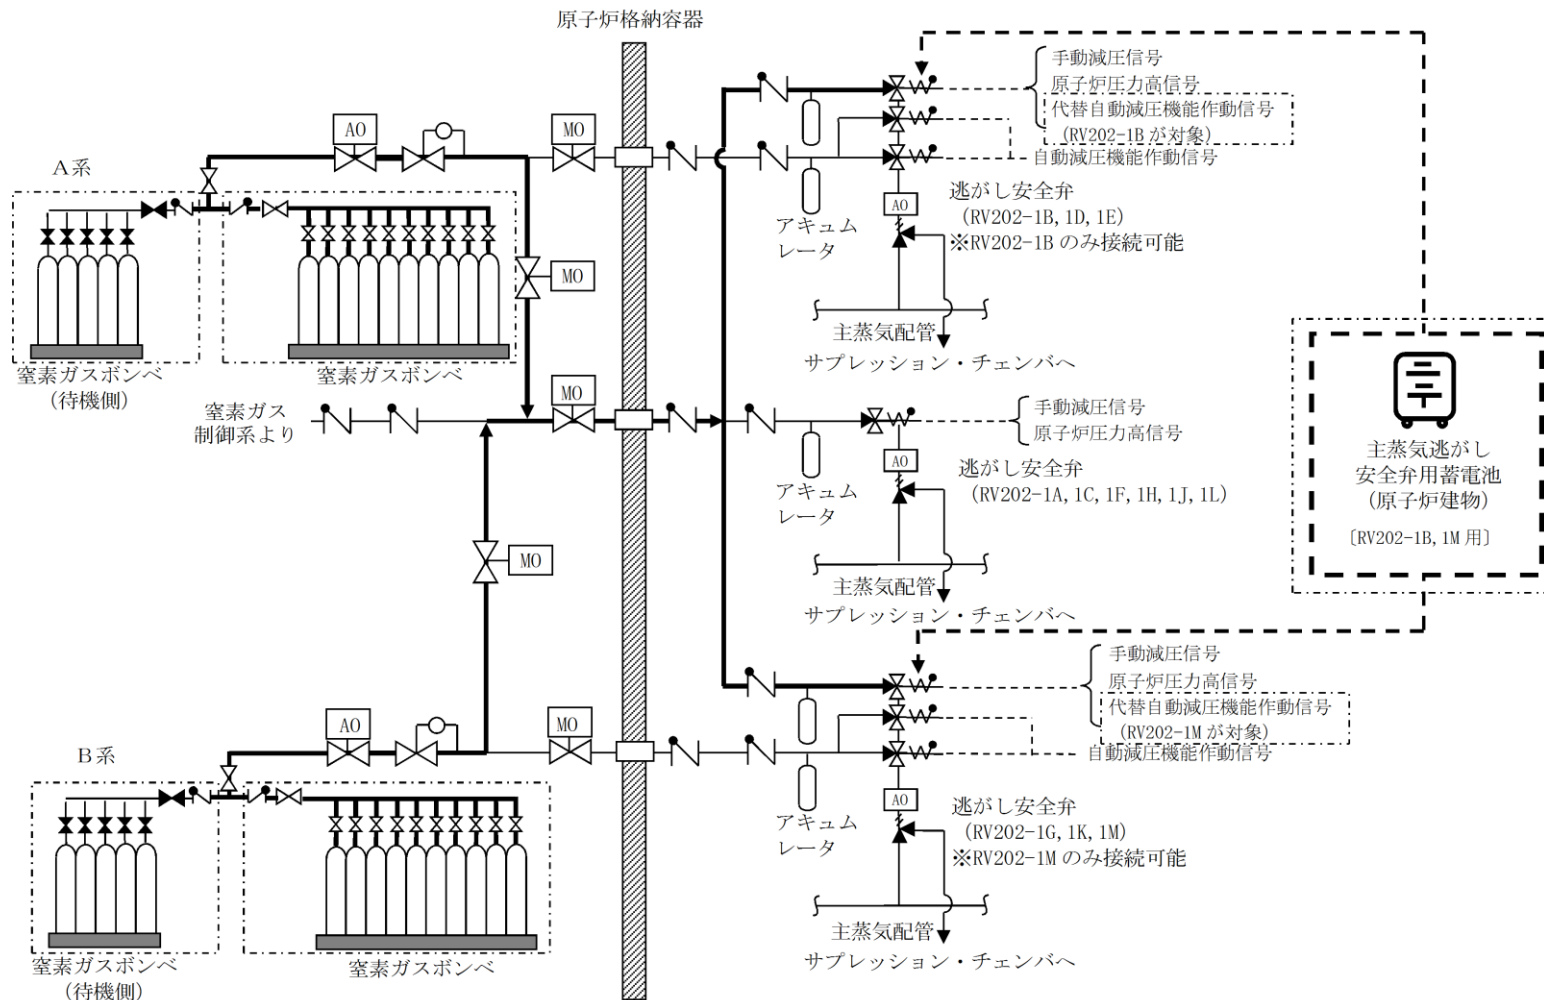 原子炉格納容器
手動減圧信号
原子炉圧力高信号
代替自動減圧機能作動信号
(RV202-1Bが対象)
自動減圧機能作動信号
AO
MO
A系
アキュム
レータ
AO
逃がし安全弁
(RV202-1B, 1D, 1E)
※RV202-1Bのみ接続可能
MO
主蒸気配管
サプレッション・チェンバへ
窒素ガスボンベ
(待機側)
窒素ガスボンベ
窒素ガス
制御系より
MO
手動減圧信号
原子炉圧力高信号
アキュム
レータ
AO
逃がし安全弁
(RV202-1A, 1C, 1F, 1H, 1J, 1L)
主蒸気逃がし
安全弁用蓄電池
(原子炉建物)
〔RV202-1B, 1M用〕
MO
主蒸気配管
サプレッション・チェンバへ
手動減圧信号
原子炉圧力高信号
代替自動減圧機能作動信号
(RV202-1Mが対象)
自動減圧機能作動信号
AO
MO
B系
アキュム
レータ
AO
逃がし安全弁
(RV202-1G, 1K, 1M)
※RV202-1Mのみ接続可能
主蒸気配管
サプレッション・チェンバへ
窒素ガスボンベ
(待機側)
窒素ガスボンベ